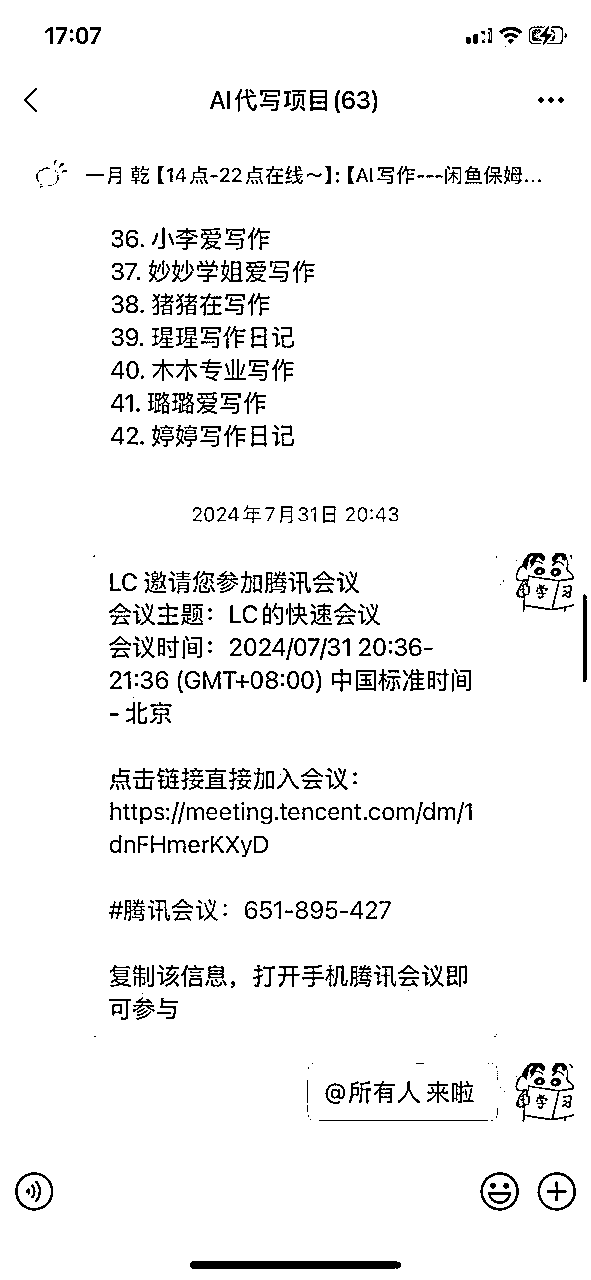 17:07
AI代写项目(63)
一月 乾【14点-22点在线～】:【AI写作---闲鱼保姆...
36. 小李爱写作
37. 妙妙学姐爱写作
38. 猪猪在写作
39. 瑆瑆写作日记
40. 木木专业写作
41. 璐璐爱写作
42. 婷婷写作日记
2024年7月31日 20:43
LC 邀请您参加腾讯会议
会议主题：LC的快速会议
会议时间：2024/07/31 20:36-
21:36 (GMT+08:00) 中国标准时间
- 北京
点击链接直接加入会议：
https://meeting.tencent.com/dm/1
dnFHmerKXyD
#腾讯会议：651-895-427
复制该信息，打开手机腾讯会议即
可参与
学习
@所有人 来啦
学习